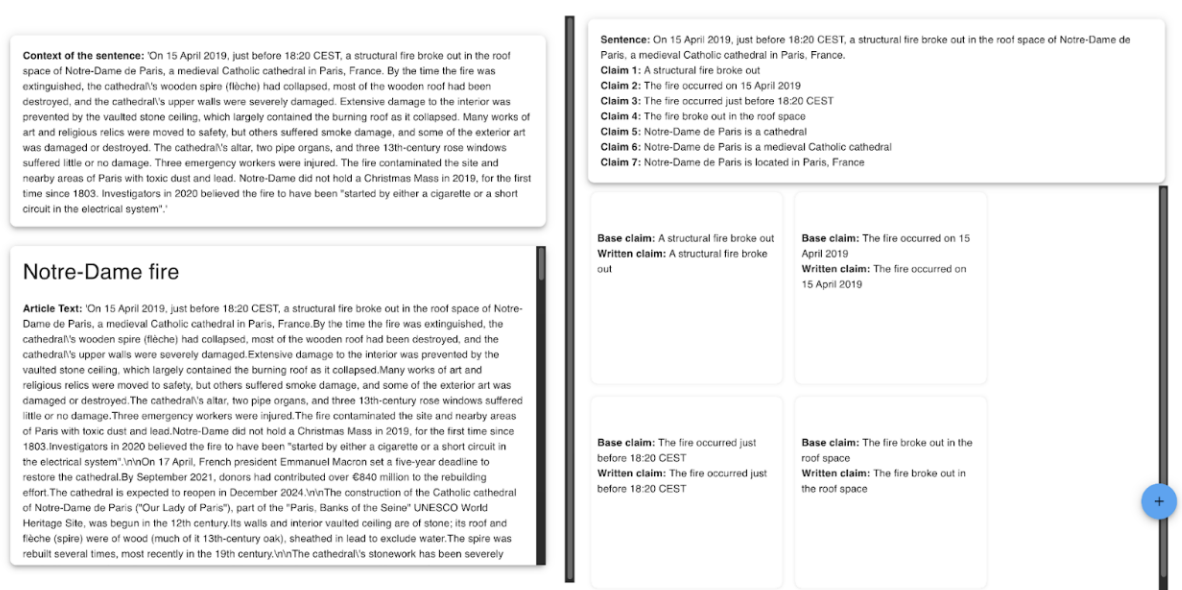 Context of the sentence: 'On 15 April 2019, just before 18:20 CEST, a structural fire broke out in the roof
space of Notre-Dame de Paris, a medieval Catholic cathedral in Paris, France. By the time the fire was
extinguished, the cathedral\'s wooden spire (flèche) had collapsed, most of the wooden roof had been
destroyed, and the cathedral\'s upper walls were severely damaged. Extensive damage to the interior was
prevented by the vaulted stone ceiling, which largely contained the burning roof as it collapsed. Many works of
art and religious relics were moved to safety, but others suffered smoke damage, and some of the exterior art
was damaged or destroyed. The cathedral\'s altar, two pipe organs, and three 13th-century rose windows
suffered little or no damage. Three emergency workers were injured. The fire contaminated the site and
nearby areas of Paris with toxic dust and lead. Notre-Dame did not hold a Christmas Mass in 2019, for the first
time since 1803. Investigators in 2020 believed the fire to have been "started by either a cigarette or a short
circuit in the electrical system".'
Notre-Dame fire
Article Text: 'On 15 April 2019, just before 18:20 CEST, a structural fire broke out in the roof space of Notre-
Dame de Paris, a medieval Catholic cathedral in Paris, France.By the time the fire was extinguished, the
cathedral\'s wooden spire (flèche) had collapsed, most of the wooden roof had been destroyed, and the
cathedral\'s upper walls were severely damaged.Extensive damage to the interior was prevented by the
vaulted stone ceiling, which largely contained the burning roof as it collapsed.Many works of art and
religious relics were moved to safety, but others suffered smoke damage, and some of the exterior art was
damaged or destroyed.The cathedral\'s altar, two pipe organs, and three 13th-century rose windows suffered
little or no damage.Three emergency workers were injured.The fire contaminated the site and nearby areas
of Paris with toxic dust and lead.Notre-Dame did not hold a Christmas Mass in 2019, for the first time since
1803.Investigators in 2020 believed the fire to have been "started by either a cigarette or a short circuit in
the electrical system".\n\nOn 17 April, French president Emmanuel Macron set a five-year deadline to
restore the cathedral.By September 2021, donors had contributed over €840 million to the rebuilding
effort.The cathedral is expected to reopen in December 2024.\n\nThe construction of the Catholic cathedral
of Notre-Dame de Paris ("Our Lady of Paris"), part of the "Paris, Banks of the Seine" UNESCO World
Heritage Site, was begun in the 12th century.Its walls and interior vaulted ceiling are of stone; its roof and
flèche (spire) were of wood (much of it 13th-century oak), sheathed in lead to exclude water.The spire was
rebuilt several times, most recently in the 19th century.\n\nThe cathedral\'s stonework has been severely
Sentence: On 15 April 2019, just before 18:20 CEST, a structural fire broke out in the roof space of Notre-Dame de
Paris, a medieval Catholic cathedral in Paris, France.
Claim 1: A structural fire broke out
Claim 2: The fire occurred on 15 April 2019
Claim 3: The fire occurred just before 18:20 CEST
Claim 4: The fire broke out in the roof space
Claim 5: Notre-Dame de Paris is a cathedral
Claim 6: Notre-Dame de Paris is a medieval Catholic cathedral
Claim 7: Notre-Dame de Paris is located in Paris, France
Base claim: A structural fire broke out
Written claim: A structural fire broke
out
Base claim: The fire occurred on 15
April 2019
Written claim: The fire occurred on
15 April 2019
Base claim: The fire occurred just
before 18:20 CEST
Written claim: The fire occurred just
before 18:20 CEST
Base claim: The fire broke out in the
roof space
Written claim: The fire broke out in
the roof space
+